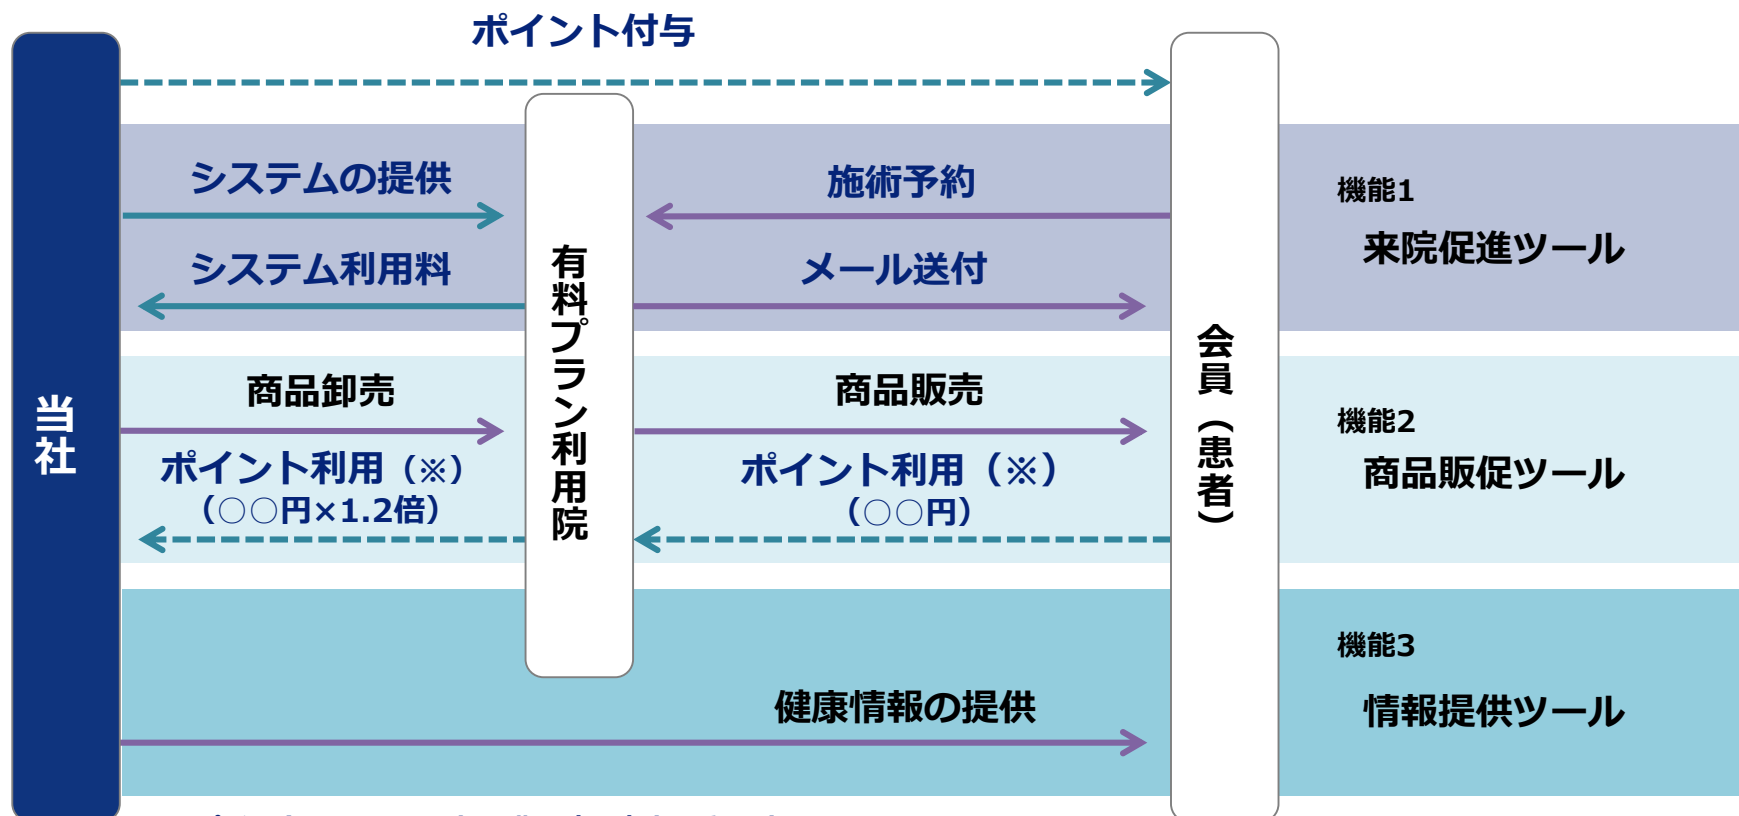 ポイント付与
当社
有料プラン利用院
会員（患者）
システムの提供
施術予約
機能1
来院促進ツール
システム利用料
メール送付
商品卸売
商品販売
機能2
商品販促ツール
ポイント利用（※）
（○○円×1.2倍）
ポイント利用（※）
（○○円）
機能3
情報提供ツール
健康情報の提供